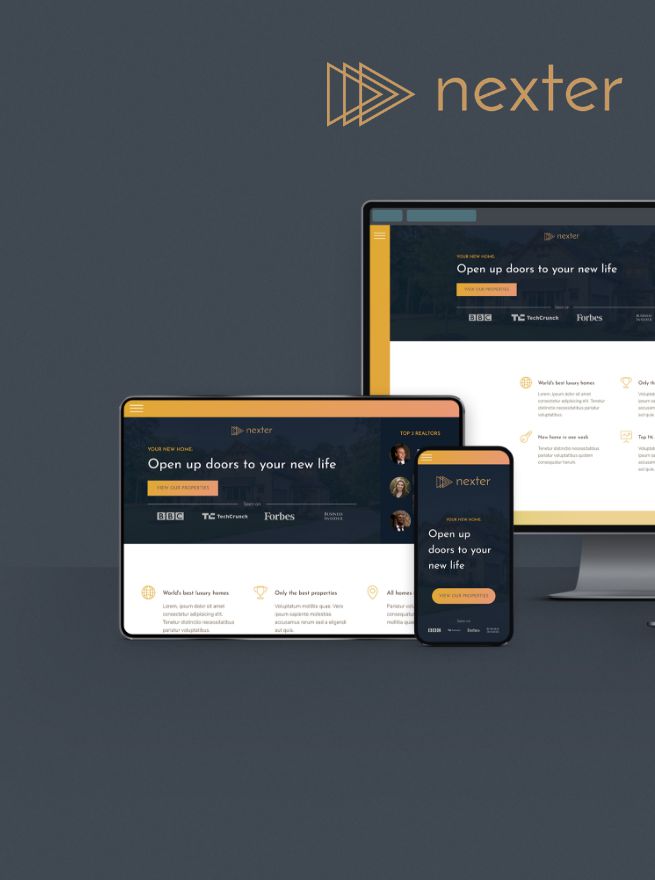 nexter
nexter
YOUR NEW HOME:
Open up doors to your new life
VIEW OUR PROPERTIES
Seen on
BBC TechCrunch Forbes BUSINESS INSIDER
World's best luxury homes
Lorem, ipsum dolor sit amet
consectetur adipisicing elit.
Tenetur distinctio necessitatibus
pariatur voluptatibus.
Only th
New home in one week
Distinctio necessitatibus
pariatur voluptatibus quidem
consequatur harum.
Top 1%
nexter
TOP 3 REALTORS
YOUR NEW HOME:
Open up doors to your new life
VIEW OUR PROPERTIES
Seen on
BBC TechCrunch Forbes BUSINESS INSIDER
World's best luxury homes
Lorem, ipsum dolor sit amet
consectetur adipisicing elit.
Tenetur distinctio necessitatibus
pariatur voluptatibus.
Only the best properties
Voluptatum mollitia quae. Vero
ipsum sapiente molestias
accusamus rerum sed a eligendi
aut quia.
All homes
Pariatur
mollitia quae
nexter
YOUR NEW HOME:
Open up
doors to your
new life
VIEW OUR PROPERTIES
Seen on
BBC TechCrunch Forbes